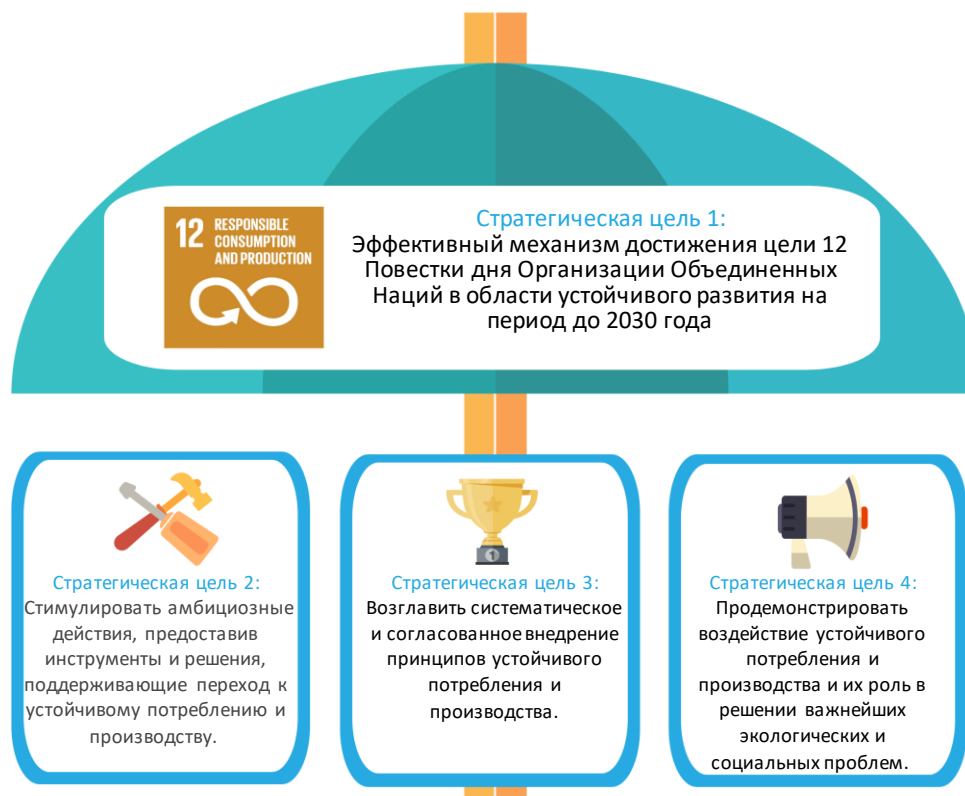 12 RESPONSIBLE
CONSUMPTION
AND PRODUCTION
Стратегическая цель 1:
Эффективный механизм достижения цели 12
Повестки дня Организации Объединенных
Наций в области устойчивого развития на
период до 2030 года
Стратегическая цель 2:
Стимулировать амбициозные
действия, предоставив
инструменты и решения,
поддерживающие переход к
устойчивому потреблению и
производству.
1
Стратегическая цель 3:
Возглавить систематическое
и согласованное внедрение
принципов устойчивого
потребления и
производства.
Стратегическая цель 4:
Продемонстрировать
воздействие устойчивого
потребления и
производства и их роль в
решении важнейших
экологических и
социальных проблем.